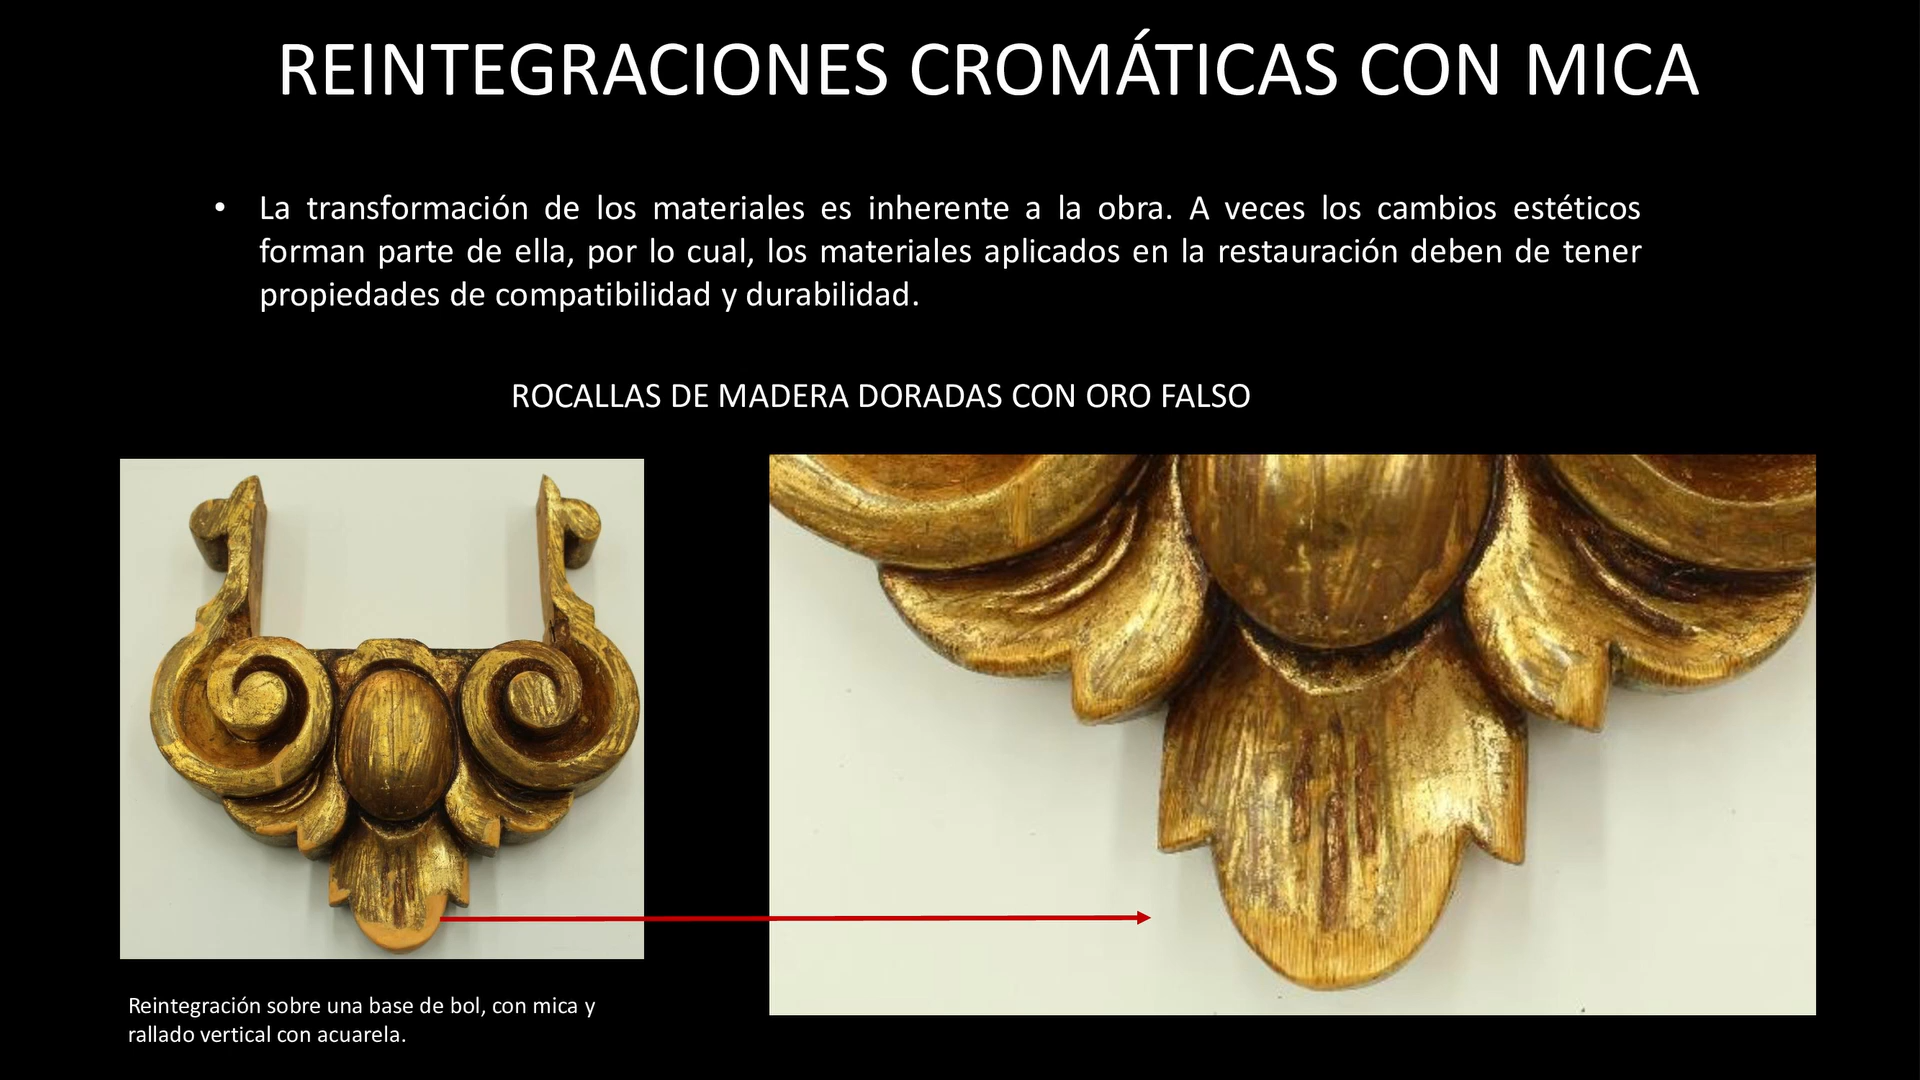 REINTEGRACIONES CROMÁTICAS CON MICA
• La transformación de los materiales es inherente a la obra. A veces los cambios estéticos
forman parte de ella, por lo cual, los materiales aplicados en la restauración deben de tener
propiedades de compatibilidad y durabilidad.
ROCALLAS DE MADERA DORADAS CON ORO FALSO
Reintegración sobre una base de bol, con mica y
rallado vertical con acuarela.